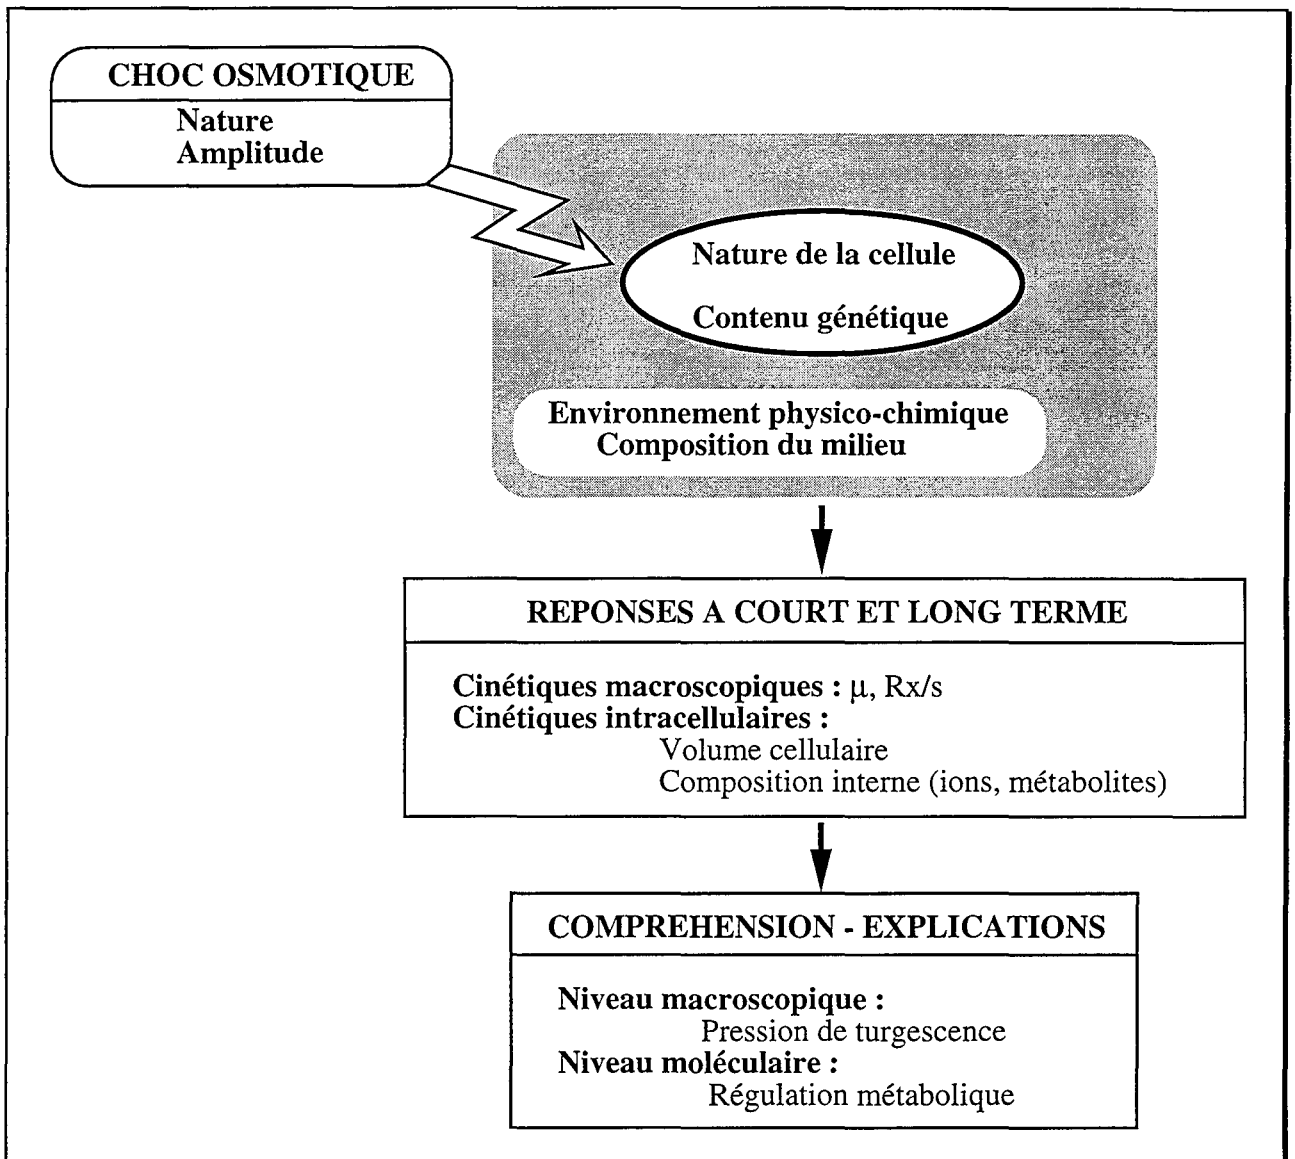 CHOC OSMOTIQUE
Nature
Amplitude
Nature de la cellule
Contenu génétique
Environnement physico-chimique
Composition du milieu
REPONSES A COURT ET LONG TERME
Cinétiques macroscopiques : µ, Rx/s
Cinétiques intracellulaires :
Volume cellulaire
Composition interne (ions, métabolites)
COMPREHENSION - EXPLICATIONS
Niveau macroscopique :
Pression de turgescence
Niveau moléculaire :
Régulation métabolique